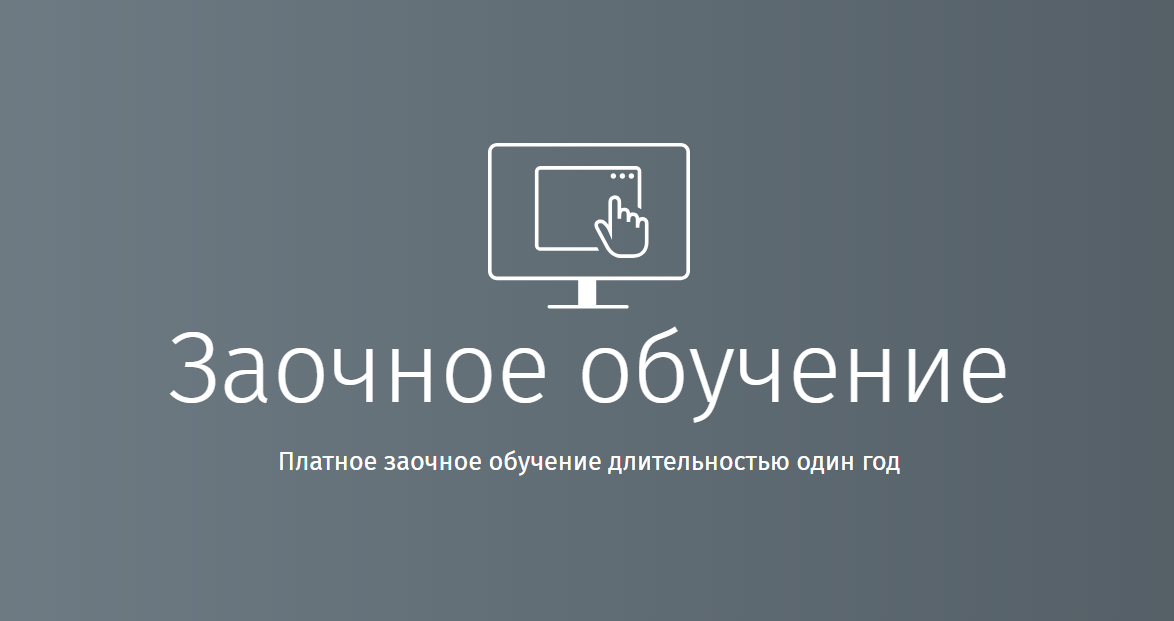 Заочное обучение
Платное заочное обучение длительностью один год